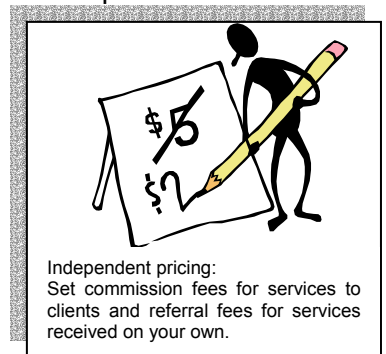 $5
$2
Independent pricing:
Set commission fees for services to
clients and referral fees for services
received on your own.